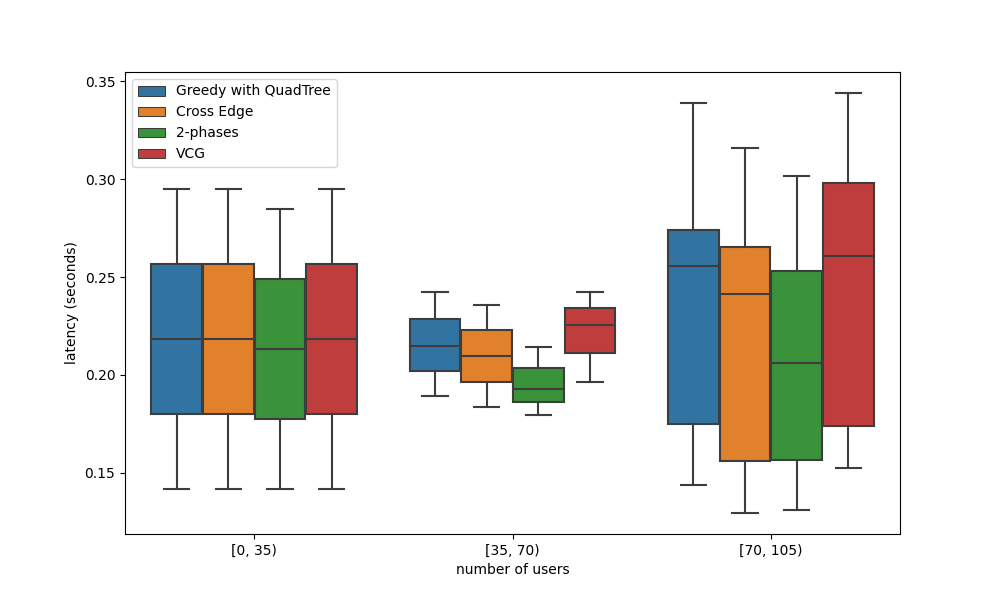 0.35
0.30
0.25
0.20
0.15
latency (seconds)
Greedy with QuadTree
Cross Edge
2-phases
VCG
[0, 35)
[35, 70)
[70, 105)
number of users